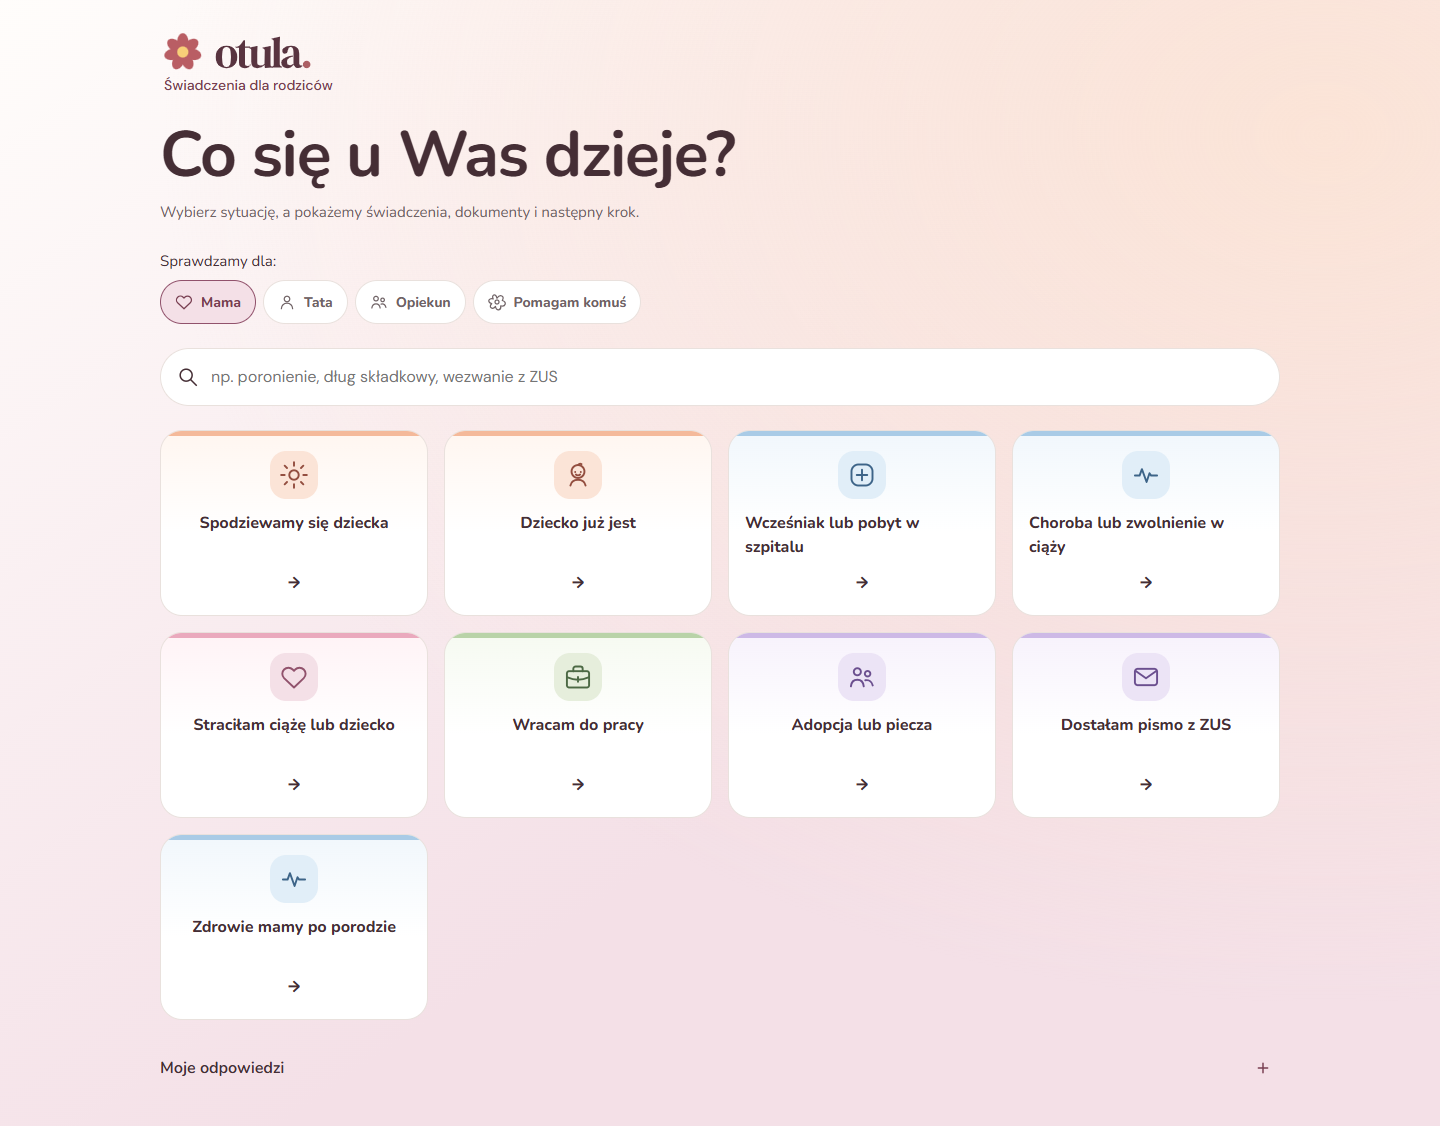 otula.
Świadczenia dla rodziców
Co się u Was dzieje?
Wybierz sytuację, a pokażemy świadczenia, dokumenty i następny krok.
Sprawdzamy dla:
Mama
Tata
Opiekun
Pomagam komuś
np. poronienie, dług składkowy, wezwanie z ZUS
Spodziewamy się dziecka
Dziecko już jest
Wcześniak lub pobyt w
szpitalu
Choroba lub zwolnienie w
ciąży
Straciłam ciążę lub dziecko
Wracam do pracy
Adopcja lub piecza
Dostałam pismo z ZUS
Zdrowie mamy po porodzie
Moje odpowiedzi